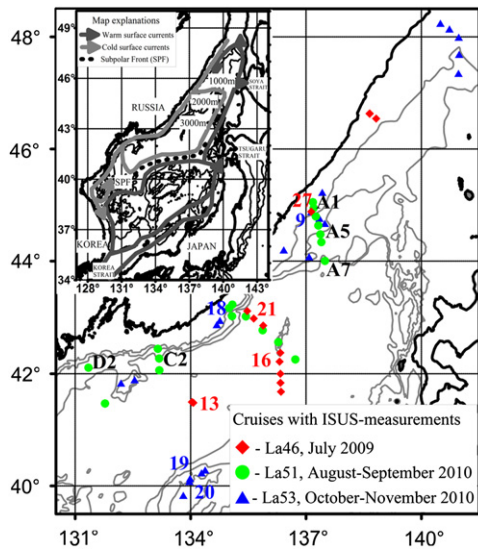 48°
46°
44°
42°
40°
131°
134°
137°
140°
Map explanations
- Warm surface currents
- Cold surface currents
- Subpolar Front (SPF)
49°
46°
43°
40°
37°
34°
128°
131°
134°
137°
140°
143°
1000m
2000m
3000m
SOYA
STRAIT
RUSSIA
TSUGARU
STRAIT
SPF
KOREA
KOREA
STRAIT
JAPAN
27
A1
9
A5
A7
18
21
D2
C2
16
13
19
20
Cruises with ISUS-measurements
- La46, July 2009
- La51, August-September 2010
- La53, October-November 2010